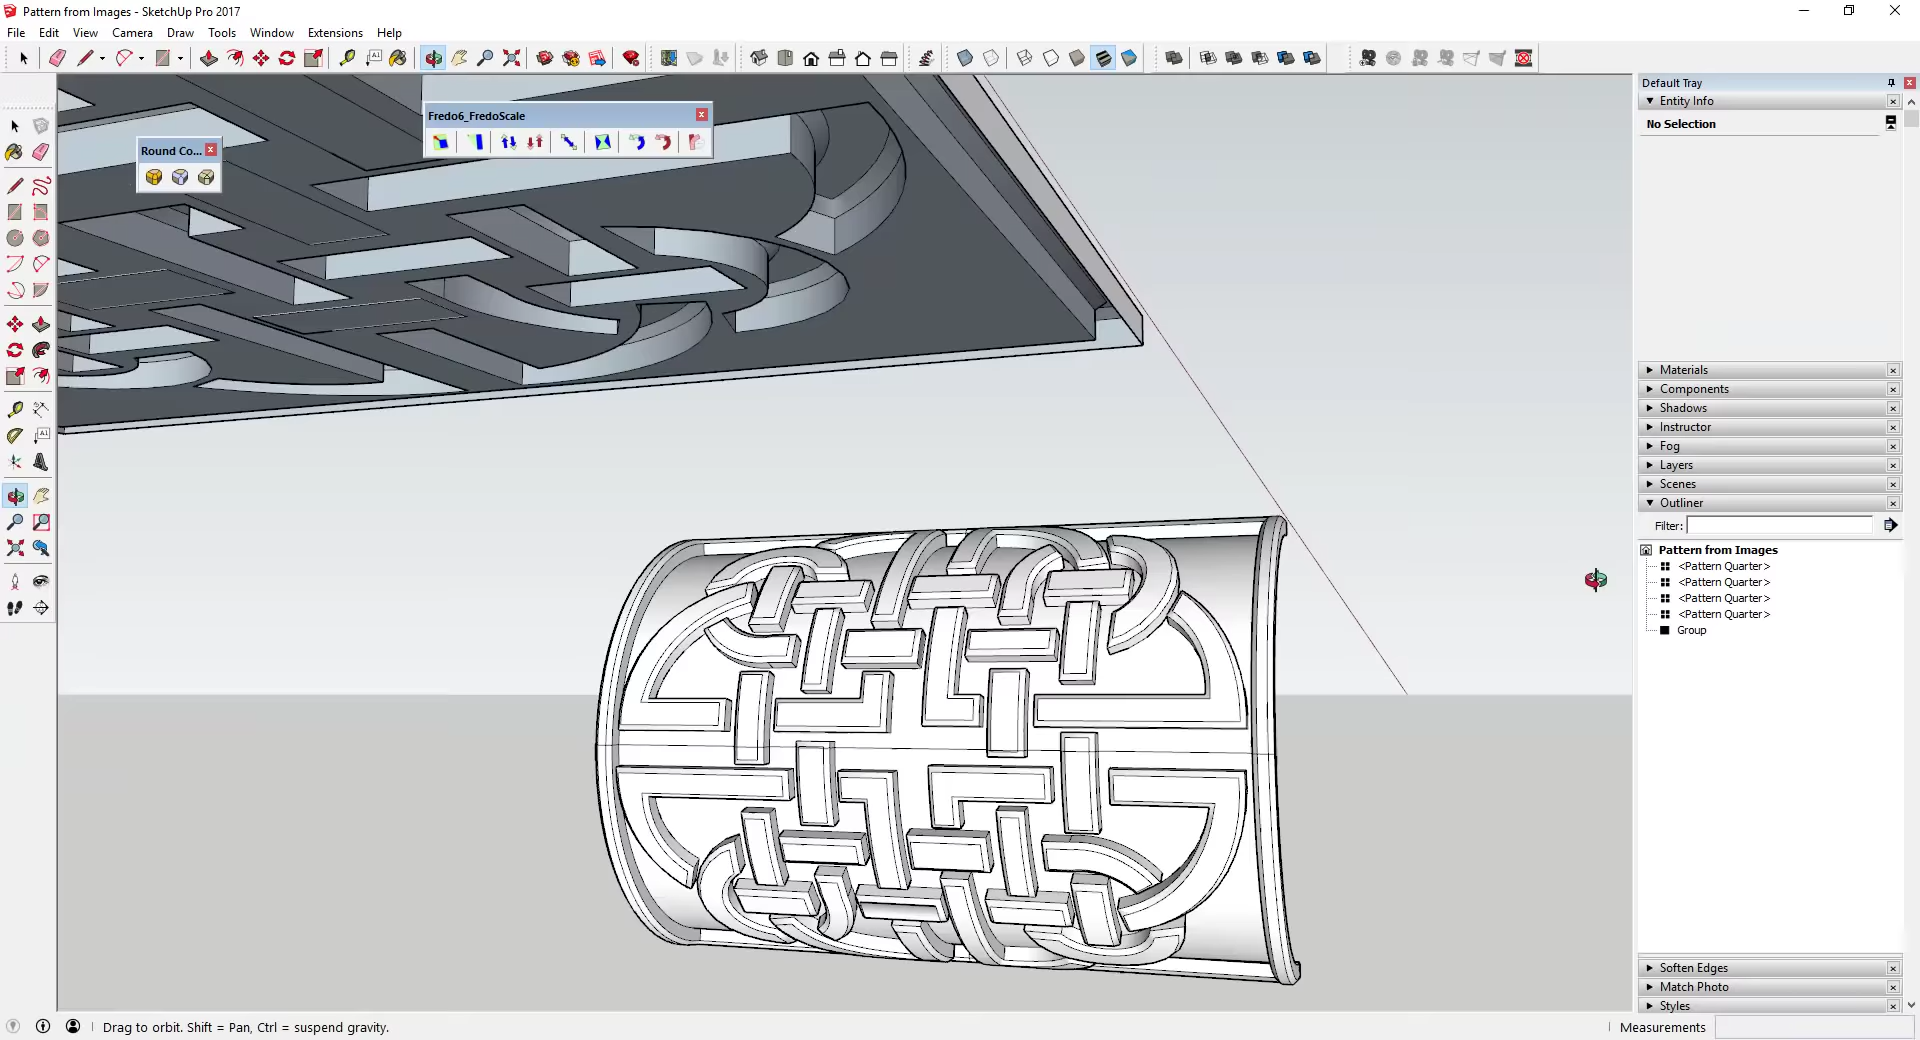 Pattern from Images - SketchUp Pro 2017
File Edit View Camera Draw Tools Window Extensions Help
Default Tray
Entity Info
No Selection
Fredo6_FredoScale
Round Co...
A1
A1
Materials
Components
Shadows
Instructor
Fog
Layers
Scenes
Outliner
Filter:
Pattern from Images
<Pattern Quarter>
<Pattern Quarter>
<Pattern Quarter>
<Pattern Quarter>
Group
Soften Edges
Match Photo
Styles
Drag to orbit. Shift = Pan, Ctrl = suspend gravity.
Measurements